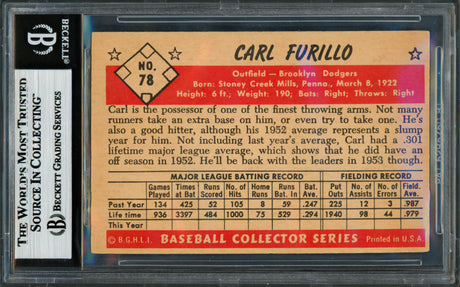 BECKETT
THE WORLD'S MOST TRUSTED
SOURCE IN COLLECTING™
BECKETT GRADING SERVICES
NO.
78
CARL FURILLO
Outfield — Brooklyn Dodgers
Born: Stoney Creek Mills, Penna., March 8, 1922
Height: 6 ft., Weight: 190, Bats: Right; Throws: Right
Carl is the possessor of one of the finest throwing arms. Not many
runners take an extra base on him, or even try to take one. He's
also a good hitter, although his 1952 average represents a slump
year for him. Not including last year's average, Carl had a .301
lifetime major league average, which shows that he did have an
off season in 1952. He'll be back with the leaders in 1953 though.
MAJOR LEAGUE BATTING RECORD FIELDING RECORD
Games Played Times at Bat Runs Scored No. of Hits Home Runs Runs B. In Bat. Ave. Put Outs No. of Assists No. of Errors Field. Ave.
Past Year 134 425 52 105 8 59 .247 225 12 3 .987
Life time 936 3397 484 1000 75 529 .294 1940 98 44 .979
This Year
© B.G.H.L.I. BASEBALL COLLECTOR SERIES Printed in U.S.A.